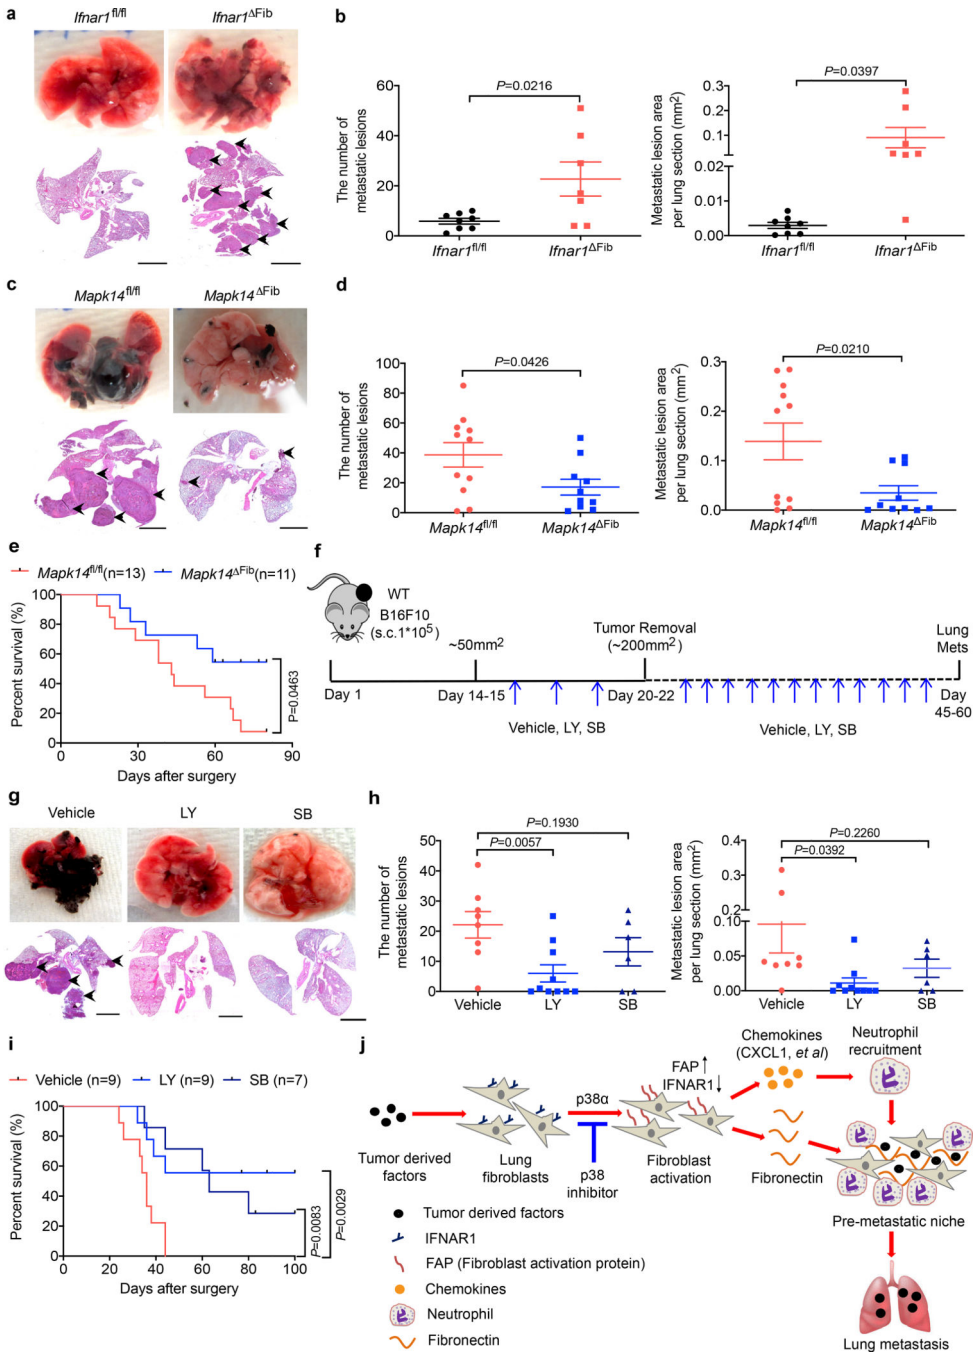 a
Ifnar1fl/fl
Ifnar1ΔFib
b
The number of
metastatic lesions
60
40
20
0
P=0.0216
Ifnar1fl/fl
Ifnar1ΔFib
Metastatic lesion area
per lung section (mm2)
0.3
0.2
0.1
0.02
0.01
0.00
P=0.0397
Ifnar1fl/fl
Ifnar1ΔFib
c
Mapk14fl/fl
Mapk14ΔFib
d
The number of
metastatic lesions
100
80
60
40
20
0
P=0.0426
Mapk14fl/fl
Mapk14ΔFib
Metastatic lesion area
per lung section (mm2)
0.3
0.2
0.1
0.0
P=0.0210
Mapk14fl/fl
Mapk14ΔFib
e
Mapk14fl/fl(n=13)
Mapk14ΔFib(n=11)
Percent survival (%)
100
80
60
40
20
0
0
30
60
90
Days after surgery
P=0.0463
f
WT
B16F10
(s.c.1*105)
~50mm2
Tumor Removal
(~200mm2)
Lung
Mets
Day 1
Day 14-15
Day 20-22
Day
45-60
Vehicle, LY, SB
Vehicle, LY, SB
g
Vehicle
LY
SB
h
The number of
metastatic lesions
50
40
30
20
10
0
P=0.1930
P=0.0057
Vehicle
LY
SB
Metastatic lesion area
per lung section (mm2)
0.4
0.3
0.2
0.10
0.05
0.00
P=0.2260
P=0.0392
Vehicle
LY
SB
i
Vehicle (n=9)
LY (n=9)
SB (n=7)
Percent survival (%)
100
80
60
40
20
0
0
20
40
60
80
100
Days after surgery
P=0.0083
P=0.0029
j
Tumor derived
factors
Lung
fibroblasts
p38α
p38
inhibitor
FAP
IFNAR1
Fibroblast
activation
Chemokines
(CXCL1, et al)
Fibronectin
Neutrophil
recruitment
Pre-metastatic niche
Lung metastasis
Tumor derived factors
IFNAR1
FAP (Fibroblast activation protein)
Chemokines
Neutrophil
Fibronectin